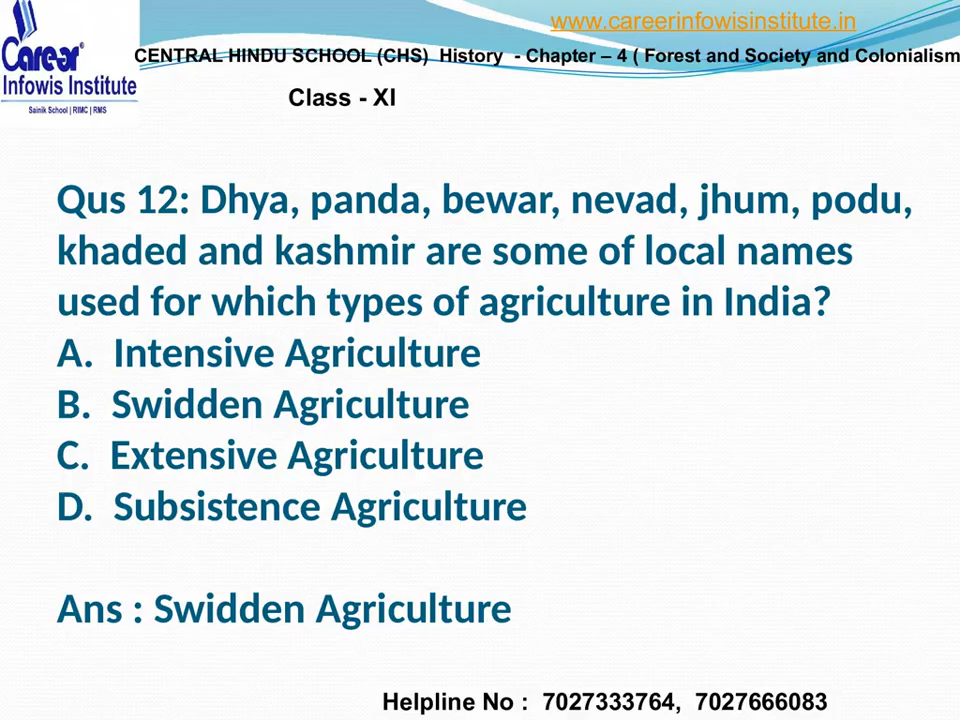 www.careerinfowisinstitute.in
CENTRAL HINDU SCHOOL (CHS) History - Chapter – 4 ( Forest and Society and Colonialism
Career®
Infowis Institute
Sainik School | RIMC | RMS
Class - XI
Qus 12: Dhya, panda, bewar, nevad, jhum, podu,
khaded and kashmir are some of local names
used for which types of agriculture in India?
A. Intensive Agriculture
B. Swidden Agriculture
C. Extensive Agriculture
D. Subsistence Agriculture
Ans : Swidden Agriculture
Helpline No : 7027333764, 7027666083